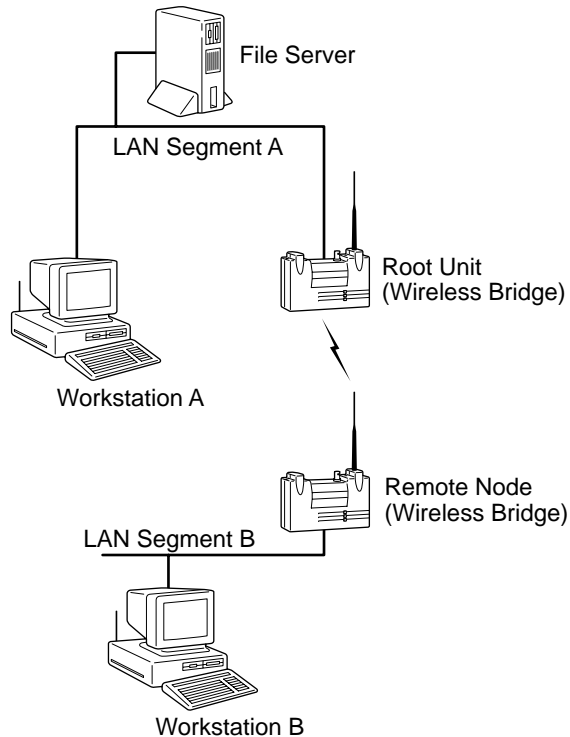 File Server
LAN Segment A
Root Unit
(Wireless Bridge)
Workstation A
Remote Node
(Wireless Bridge)
LAN Segment B
Workstation B